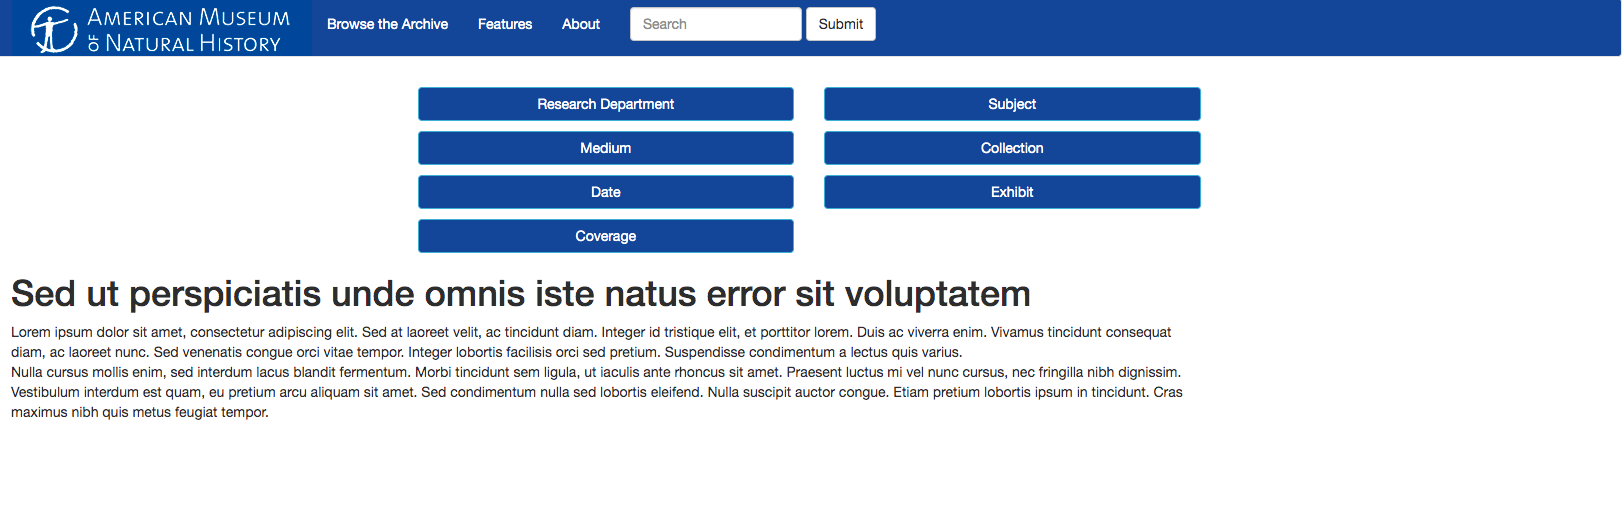 AMERICAN MUSEUM
OF NATURAL HISTORY
Browse the Archive Features About Search Submit
Research Department Subject
Medium Collection
Date Exhibit
Coverage
Sed ut perspiciatis unde omnis iste natus error sit voluptatem
Lorem ipsum dolor sit amet, consectetur adipiscing elit. Sed at laoreet velit, ac tincidunt diam. Integer id tristique elit, et porttitor lorem. Duis ac viverra enim. Vivamus tincidunt consequat
diam, ac laoreet nunc. Sed venenatis congue orci vitae tempor. Integer lobortis facilisis orci sed pretium. Suspendisse condimentum a lectus quis varius.
Nulla cursus mollis enim, sed interdum lacus blandit fermentum. Morbi tincidunt sem ligula, ut iaculis ante rhoncus sit amet. Praesent luctus mi vel nunc cursus, nec fringilla nibh dignissim.
Vestibulum interdum est quam, eu pretium arcu aliquam sit amet. Sed condimentum nulla sed lobortis eleifend. Nulla suscipit auctor congue. Etiam pretium lobortis ipsum in tincidunt. Cras
maximus nibh quis metus feugiat tempor.